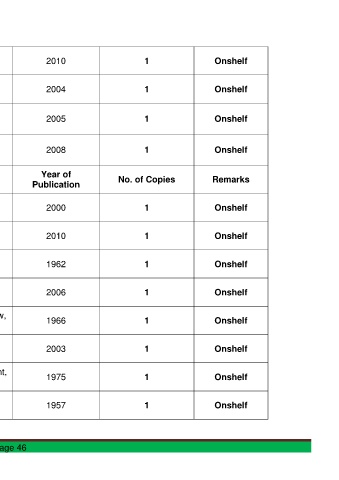 2010 1 Onshelf
2004 1 Onshelf
2005 1 Onshelf
2008 1 Onshelf
Year of
Publication No. of Copies Remarks
2000 1 Onshelf
2010 1 Onshelf
1962 1 Onshelf
2006 1 Onshelf
w, 1966 1 Onshelf
2003 1 Onshelf
nt, 1975 1 Onshelf
1957 1 Onshelf
age 46